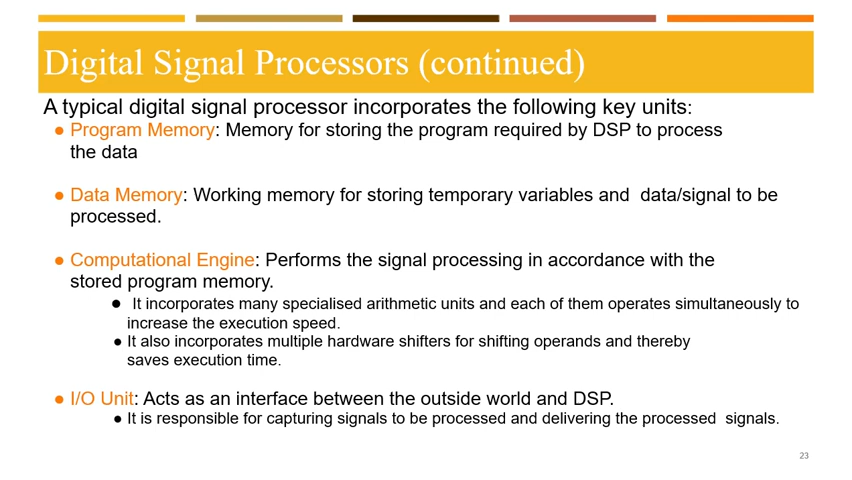 Digital Signal Processors (continued)
A typical digital signal processor incorporates the following key units:
● Program Memory: Memory for storing the program required by DSP to process
the data
● Data Memory: Working memory for storing temporary variables and data/signal to be
processed.
● Computational Engine: Performs the signal processing in accordance with the
stored program memory.
● It incorporates many specialised arithmetic units and each of them operates simultaneously to
increase the execution speed.
● It also incorporates multiple hardware shifters for shifting operands and thereby
saves execution time.
● I/O Unit: Acts as an interface between the outside world and DSP.
● It is responsible for capturing signals to be processed and delivering the processed signals.
23